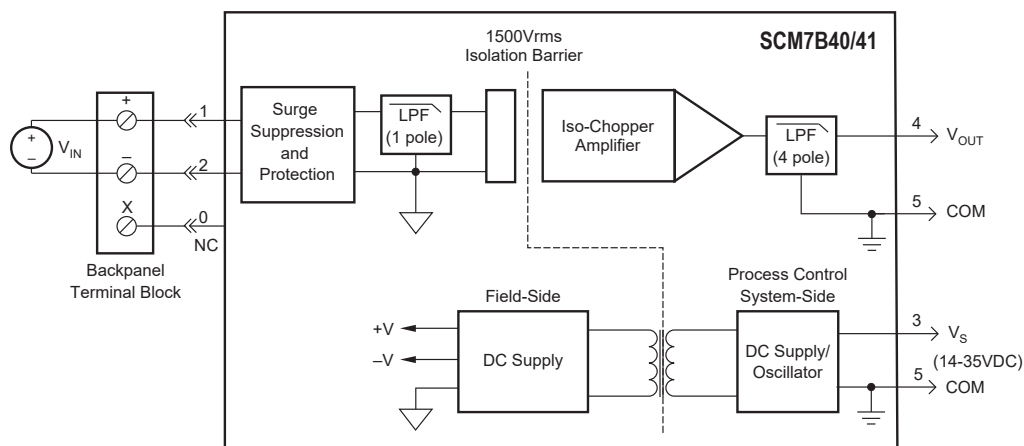 1500Vrms
Isolation Barrier
SCM7B40/41
Surge
Suppression
and
Protection
LPF
(1 pole)
Iso-Chopper
Amplifier
LPF
(4 pole)
4
VOUT
5
COM
+
1
+
–
VIN
–
2
X
0
NC
Backpanel
Terminal Block
Field-Side
+V
–V
DC Supply
Process Control
System-Side
DC Supply/
Oscillator
3
VS
(14-35VDC)
5
COM